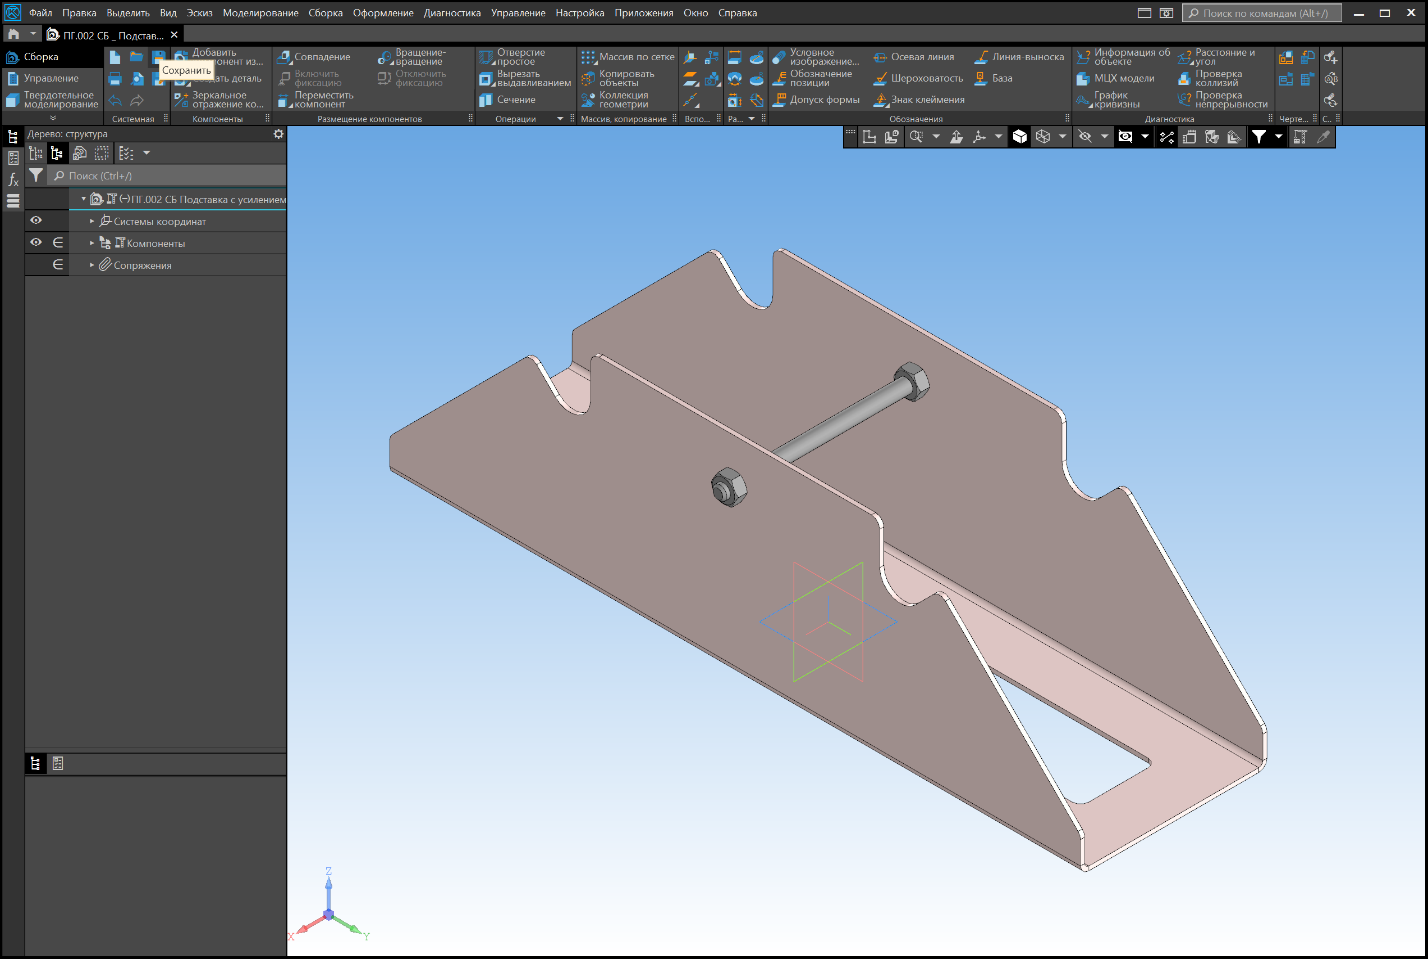 Файл Правка Выделить Вид Эскиз Моделирование Сборка Оформление Диагностика Управление Настройка Приложения Окно Справка
Поиск по командам (Alt+/)
ПГ.002 СБ _ Подстав...
Сборка
Управление
Твердотельное моделирование
Сохранить
Системная
Добавить
понент из...
ать деталь
Зеркальное отражение ко...
Компоненты
Совпадение
Включить фиксацию
Переместить компонент
Вращение-вращение
Отключить фиксацию
Размещение компонентов
Отверстие простое
Вырезать выдавливанием
Сечение
Операции
Массив по сетке
Копировать объекты
Коллекция геометрии
Массив, копирование
Вспо...
Ра...
Условное изображение...
Обозначение позиции
Допуск формы
Осевая линия
Шероховатость
Знак клеймения
Линия-выноска
База
Обозначения
Информация об объекте
МЦХ модели
График кривизны
Расстояние и угол
Проверка коллизий
Проверка непрерывности
Диагностика
Черте...
С...
Дерево: структура
Поиск (Ctrl+/)
(-)ПГ.002 СБ Подставка с усилением
Системы координат
Компоненты
Сопряжения
Z
X
Y